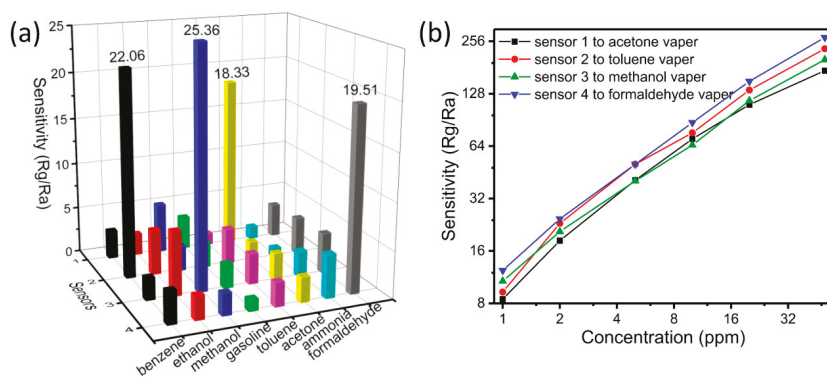 (a)
25
20
15
10
5
0
Sensitivity (Rg/Ra)
22.06
25.36
18.33
19.51
1
2
3
4
Sensors
benzene
ethanol
methanol
gasoline
toluene
acetone
ammonia
formaldehyde
(b)
256
128
64
32
16
8
Sensitivity (Rg/Ra)
sensor 1 to acetone vaper
sensor 2 to toluene vaper
sensor 3 to methanol vaper
sensor 4 to formaldehyde vaper
1 2 4 8 16 32
Concentration (ppm)